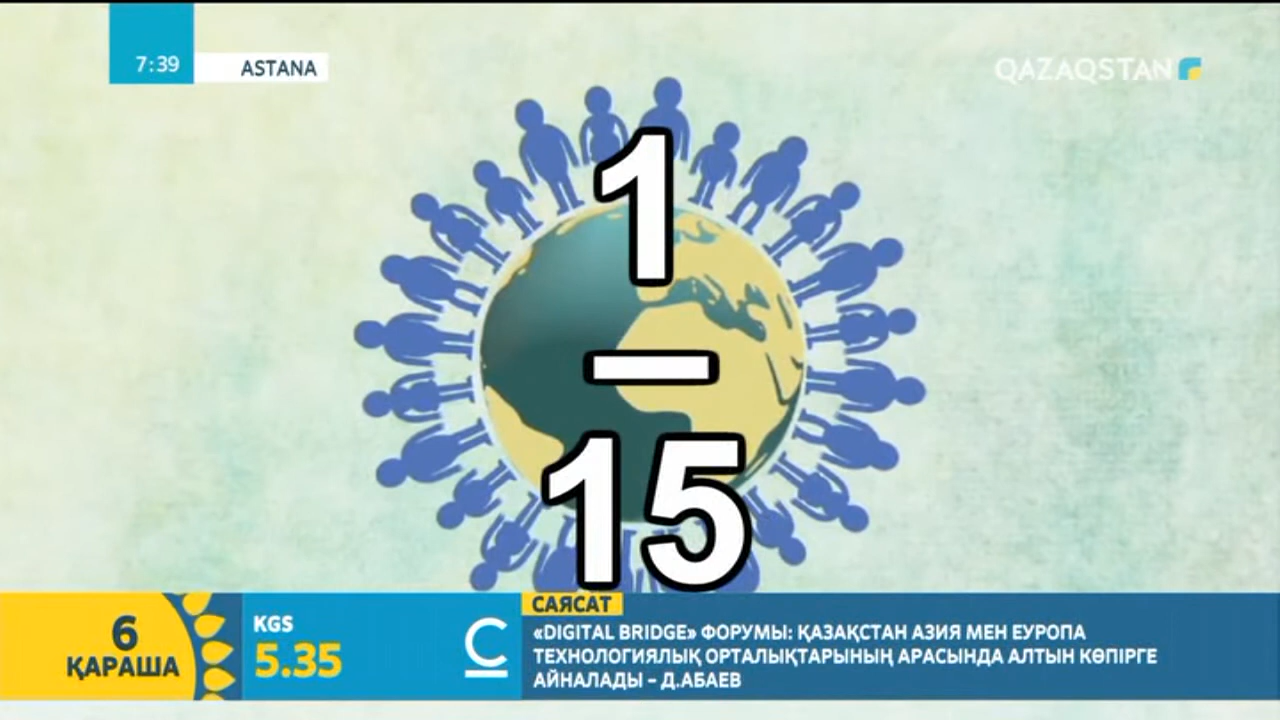 7:39
ASTANA
QAZAQSTAN
1
15
6
ҚАРАША
KGS
5.35
САЯСАТ
«DIGITAL BRIDGE» ФОРУМЫ: ҚАЗАҚСТАН АЗИЯ МЕН ЕУРОПА
ТЕХНОЛОГИЯЛЫҚ ОРТАЛЫҚТАРЫНЫҢ АРАСЫНДА АЛТЫН КӨПІРГЕ
АЙНАЛАДЫ – Д.АБАЕВ